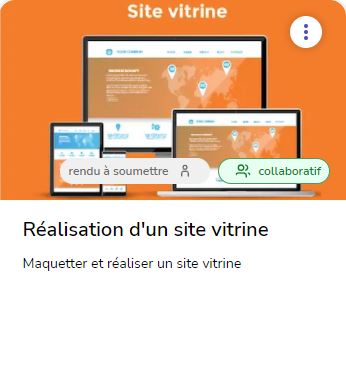 Site vitrine
rendu à soumettre
collaboratif
Réalisation d'un site vitrine
Maquetter et réaliser un site vitrine